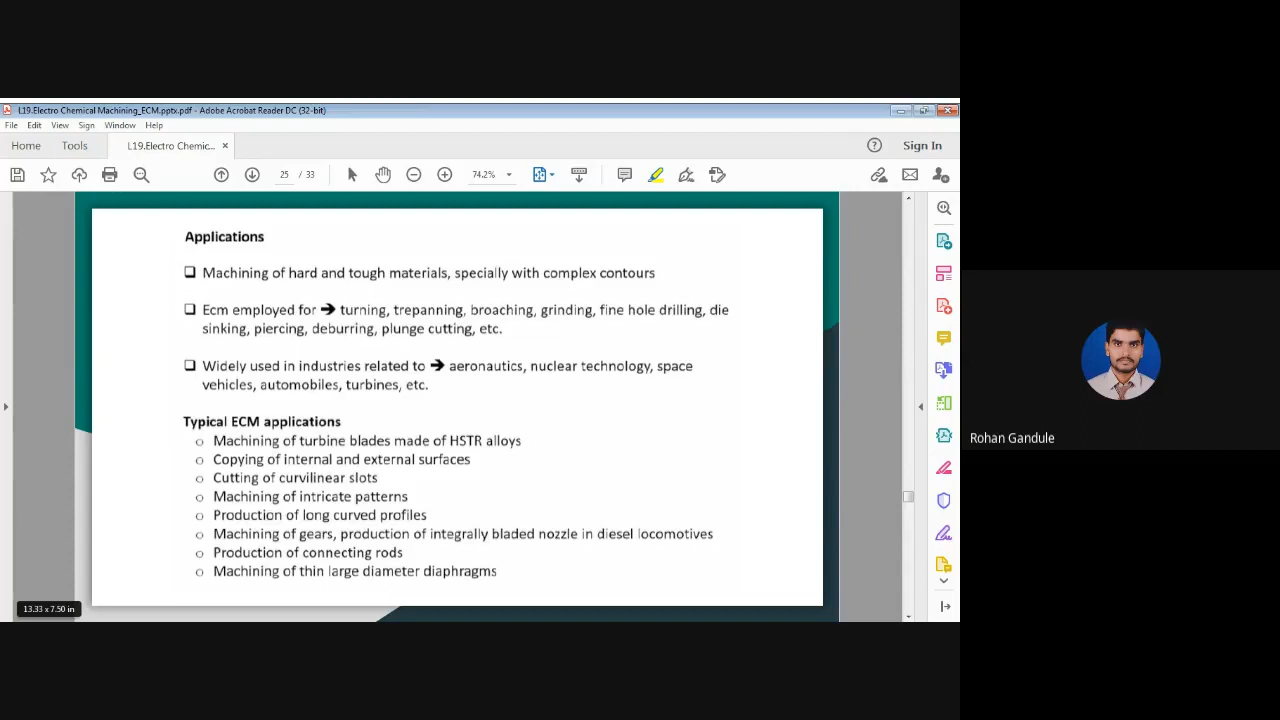 L19.Electro Chemical Machining_ECM.pptx.pdf - Adobe Acrobat Reader DC (32-bit)
File Edit View Sign Window Help
Home Tools L19.Electro Chemic... × Sign In
25 / 33 74.2%
Applications
Machining of hard and tough materials, specially with complex contours
Ecm employed for ➔ turning, trepanning, broaching, grinding, fine hole drilling, die
sinking, piercing, deburring, plunge cutting, etc.
Widely used in industries related to ➔ aeronautics, nuclear technology, space
vehicles, automobiles, turbines, etc.
Typical ECM applications
Machining of turbine blades made of HSTR alloys
Copying of internal and external surfaces
Cutting of curvilinear slots
Machining of intricate patterns
Production of long curved profiles
Machining of gears, production of integrally bladed nozzle in diesel locomotives
Production of connecting rods
Machining of thin large diameter diaphragms
13.33 x 7.50 in
Rohan Gandule